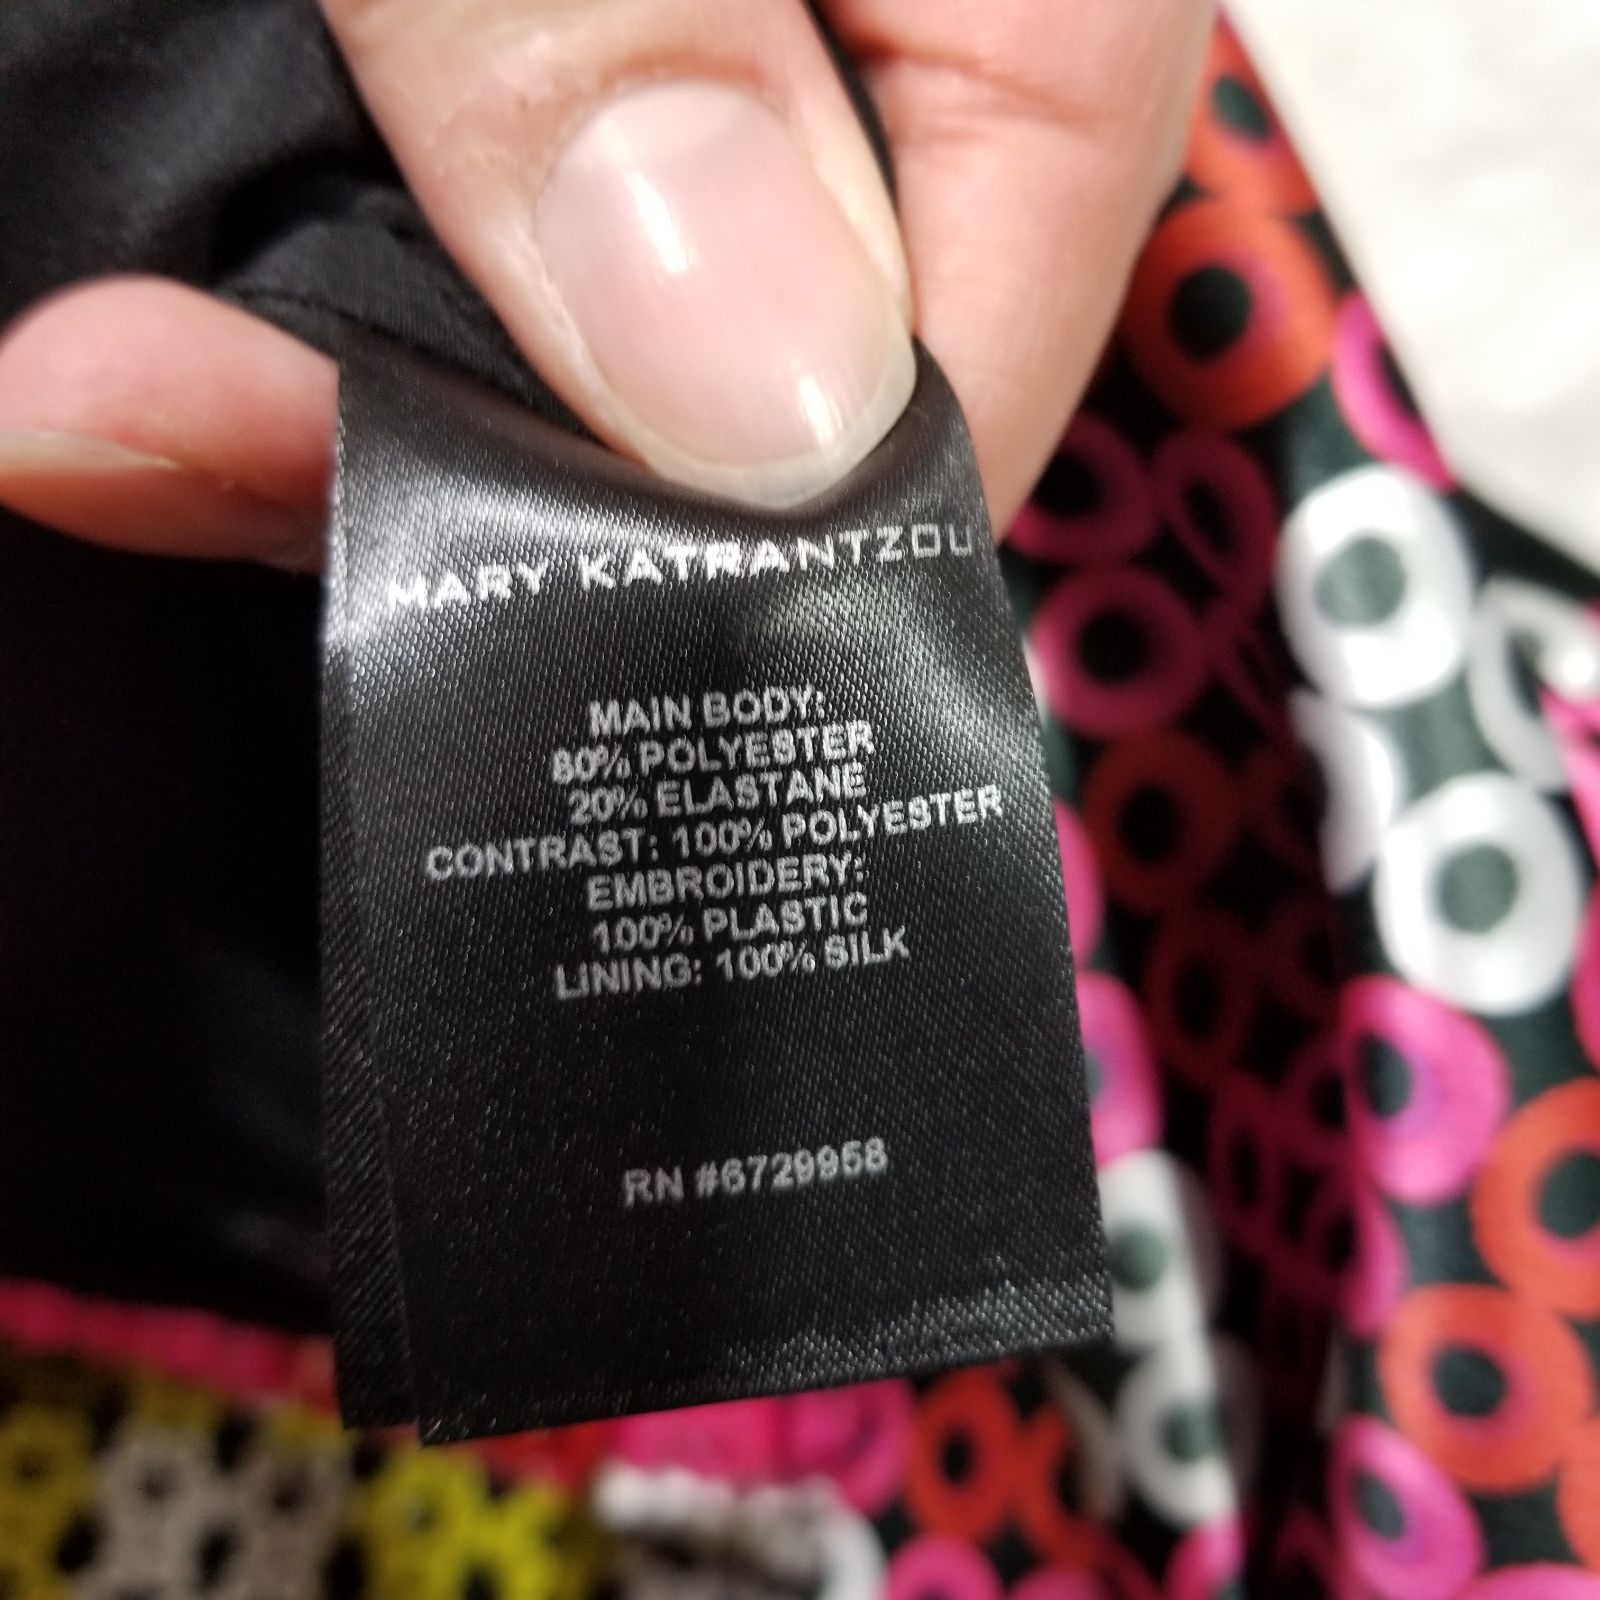 MARY KATRANTZOU
MAIN BODY:
80% POLYESTER
20% ELASTANE
CONTRAST: 100% POLYESTER
EMBROIDERY:
100% PLASTIC
LINING: 100% SILK
RN #6729958